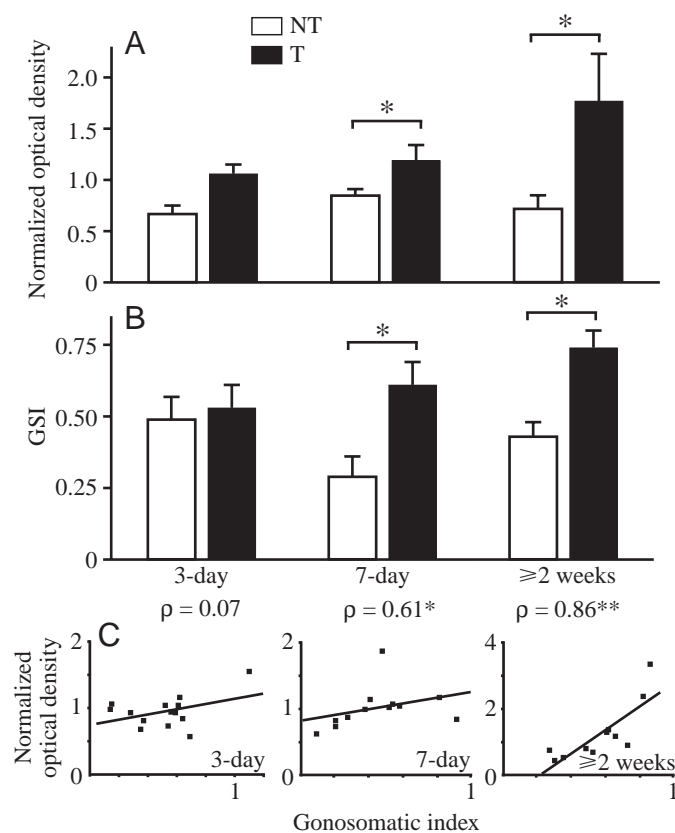 A
NT
T
Normalized optical density
2.0
1.5
1.0
0.5
0
*
*
B
GSI
0.75
0.50
0.25
0
*
*
3-day
7-day
⩾2 weeks
ρ = 0.07
ρ = 0.61*
ρ = 0.86**
C
Normalized
optical density
2
1
0
3-day
1
2
1
0
7-day
1
4
2
0
⩾2 weeks
1
Gonosomatic index